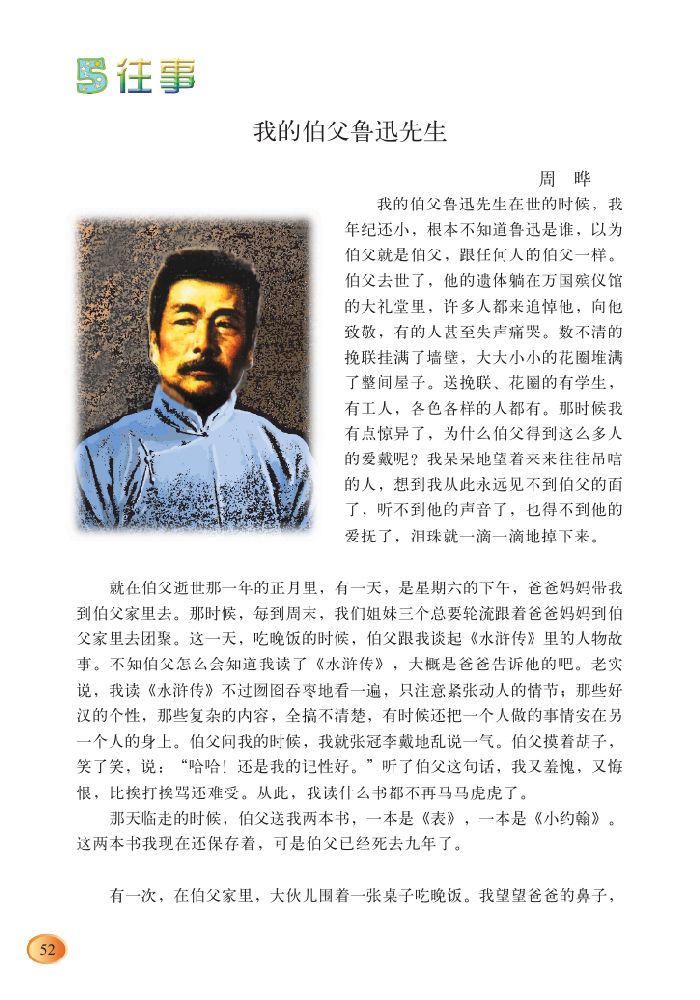 5 往事
我的伯父鲁迅先生
周 晔
我的伯父鲁迅先生在世的时候，我
年纪还小，根本不知道鲁迅是谁，以为
伯父就是伯父，跟任何人的伯父一样。
伯父去世了，他的遗体躺在万国殡仪馆
的大礼堂里，许多人都来追悼他，向他
致敬，有的人甚至失声痛哭。数不清的
挽联挂满了墙壁，大大小小的花圈堆满
了整间屋子。送挽联、花圈的有学生，
有工人，各色各样的人都有。那时候我
有点惊异了，为什么伯父得到这么多人
的爱戴呢？我呆呆地望着来来往往吊唁
的人，想到我从此永远见不到伯父的面
了，听不到他的声音了，也得不到他的
爱抚了，泪珠就一滴一滴地掉下来。
就在伯父逝世那一年的正月里，有一天，是星期六的下午，爸爸妈妈带我
到伯父家里去。那时候，每到周末，我们姐妹三个总要轮流跟着爸爸妈妈到伯
父家里去团聚。这一天，吃晚饭的时候，伯父跟我谈起《水浒传》里的人物故
事。不知伯父怎么会知道我读了《水浒传》，大概是爸爸告诉他的吧。老实
说，我读《水浒传》不过囫囵吞枣地看一遍，只注意紧张动人的情节；那些好
汉的个性，那些复杂的内容，全搞不清楚，有时候还把一个人做的事情安在另
一个人的身上。伯父问我的时候，我就张冠李戴地乱说一气。伯父摸着胡子，
笑了笑，说：“哈哈！还是我的记性好。”听了伯父这句话，我又羞愧，又悔
恨，比挨打挨骂还难受。从此，我读什么书都不再马马虎虎了。
那天临走的时候，伯父送我两本书，一本是《表》，一本是《小约翰》。
这两本书我现在还保存着，可是伯父已经死去九年了。
有一次，在伯父家里，大伙儿围着一张桌子吃晚饭。我望望爸爸的鼻子，
52